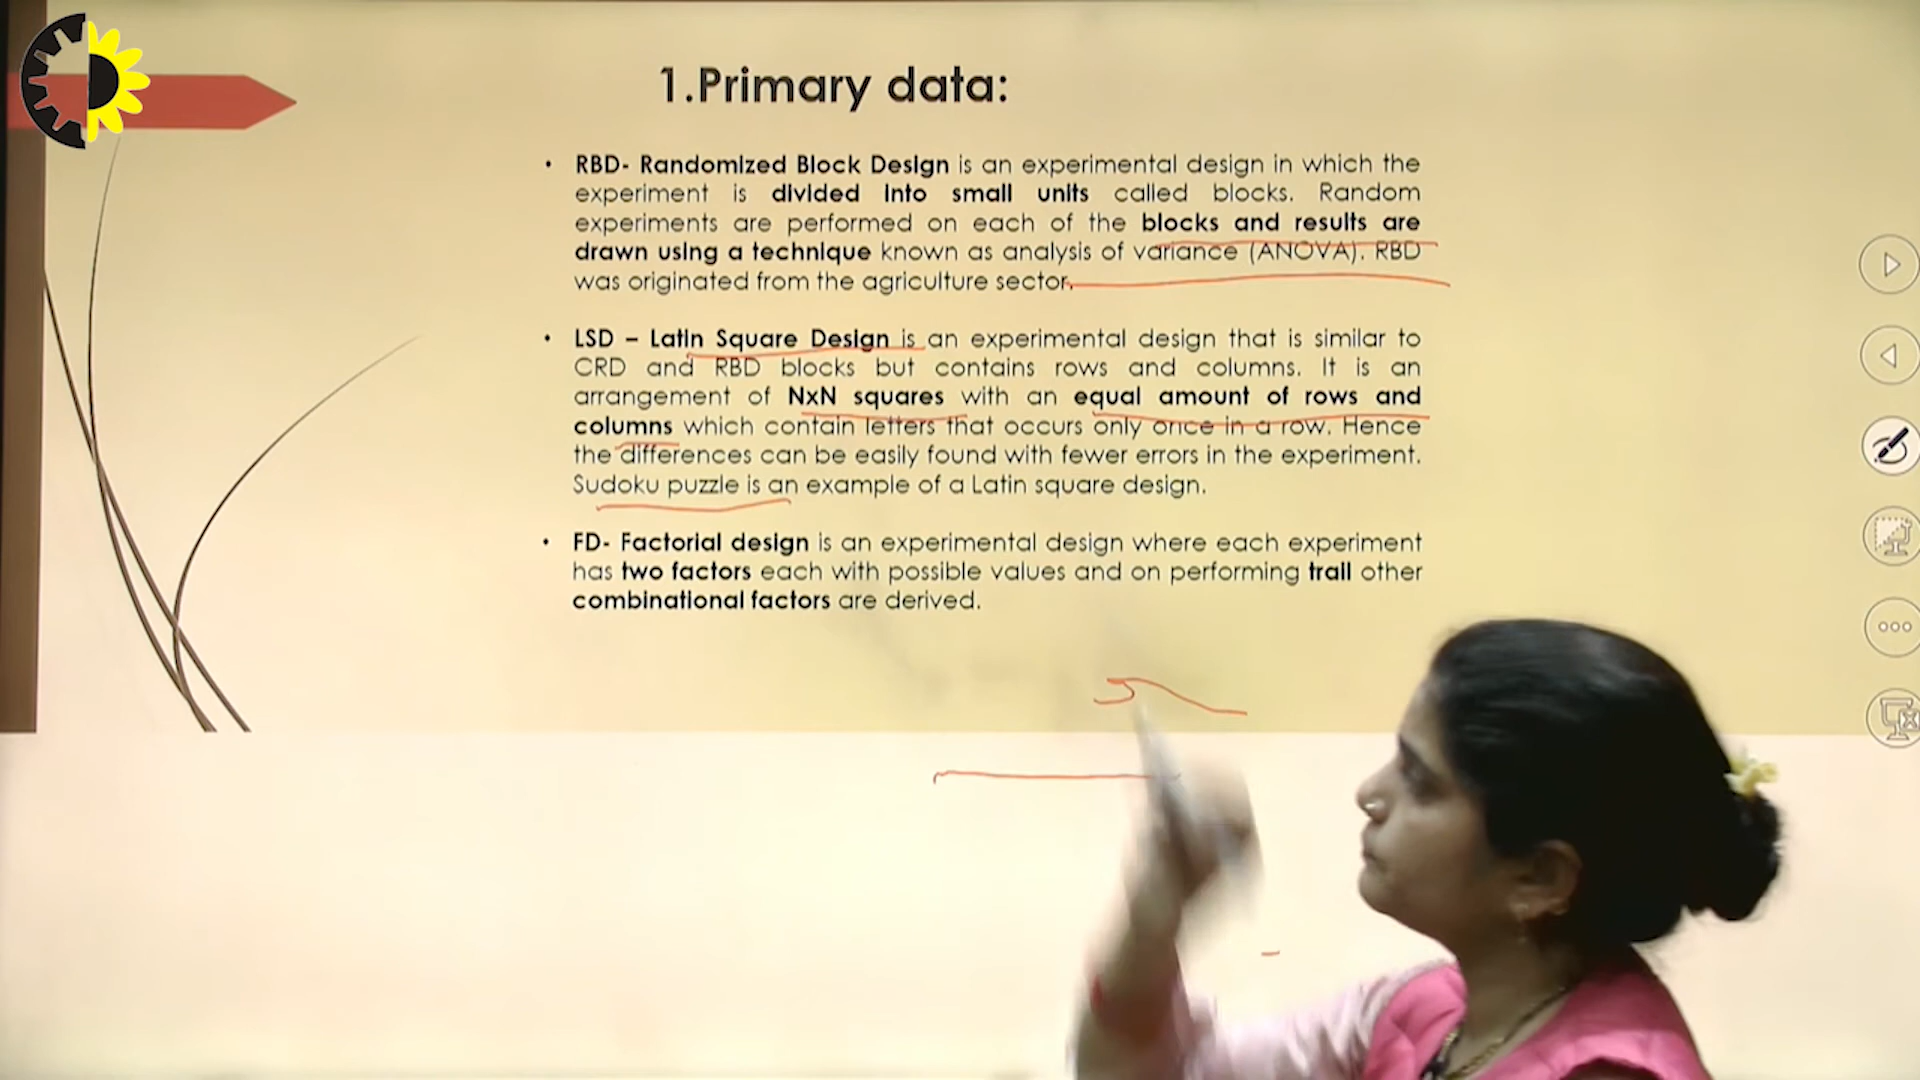 1.Primary data:
• RBD- Randomized Block Design is an experimental design in which the
experiment is divided into small units called blocks. Random
experiments are performed on each of the blocks and results are
drawn using a technique known as analysis of variance (ANOVA). RBD
was originated from the agriculture sector.
• LSD – Latin Square Design is an experimental design that is similar to
CRD and RBD blocks but contains rows and columns. It is an
arrangement of NxN squares with an equal amount of rows and
columns which contain letters that occurs only once in a row. Hence
the differences can be easily found with fewer errors in the experiment.
Sudoku puzzle is an example of a Latin square design.
• FD- Factorial design is an experimental design where each experiment
has two factors each with possible values and on performing trail other
combinational factors are derived.